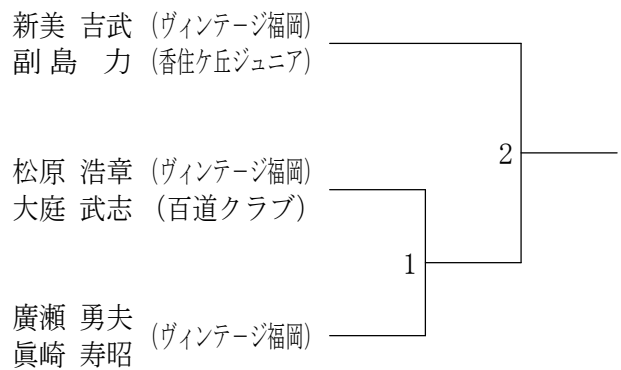 新美 吉武 (ヴィンテージ福岡)
副島 力 (香住ケ丘ジュニア)
2
松原 浩章 (ヴィンテージ福岡)
大庭 武志 (百道クラブ)
1
廣瀬 勇夫
(ヴィンテージ福岡)
眞崎 寿昭